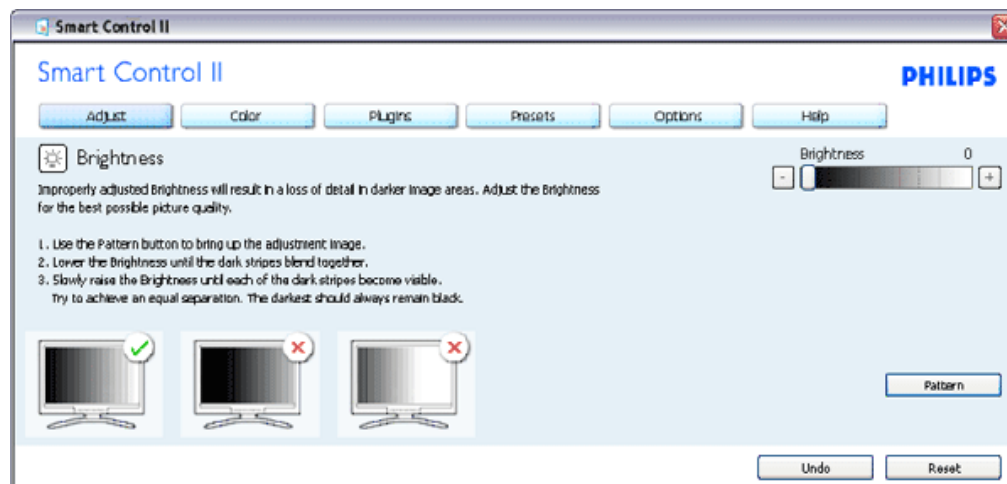 Smart Control II
Smart Control II
PHILIPS
Adjust Color Plugins Presets Options Help
Brightness
Brightness 0
- +
Improperly adjusted Brightness will result in a loss of detail in darker image areas. Adjust the Brightness
for the best possible picture quality.
1. Use the Pattern button to bring up the adjustment image.
2. Lower the Brightness until the dark stripes blend together.
3. Slowly raise the Brightness until each of the dark stripes become visible.
Try to achieve an equal separation. The darkest should always remain black.
Pattern
Undo Reset